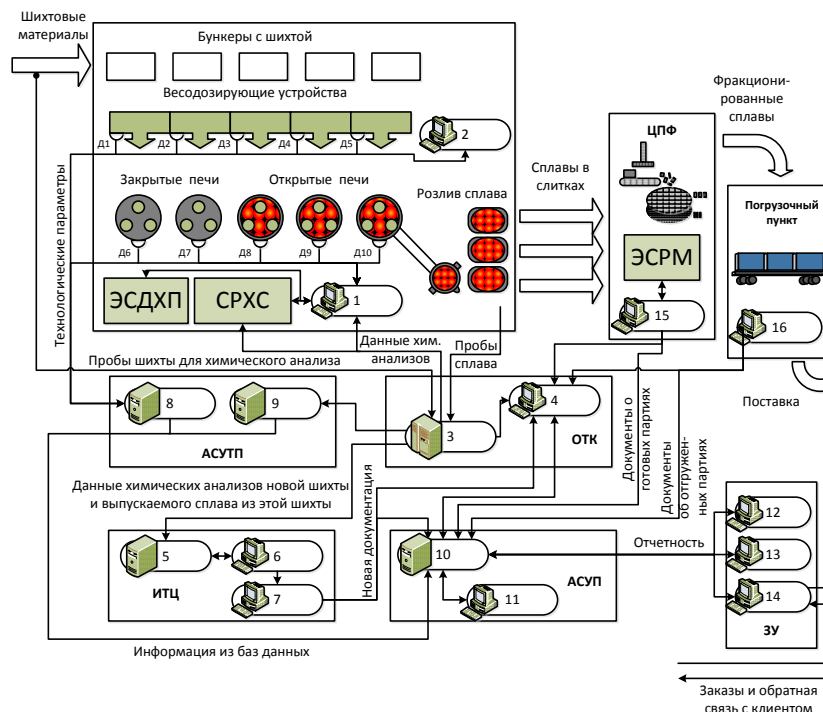 Шихтовые
материалы
Бункеры с шихтой
Весодозирующие устройства
Д1
Д2
Д3
Д4
Д5
2
Закрытые печи
Открытые печи
Розлив сплава
Д6
Д7
Д8
Д9
Д10
ЭСДХП
СРХС
1
Технологические параметры
Сплавы в
слитках
ЦПФ
ЭСРМ
15
Фракциони-
рованные
сплавы
Погрузочный
пункт
16
Поставка
Данные хим.
анализов
Пробы
сплава
Пробы шихты для химического анализа
8
9
АСУТП
3
4
ОТК
Документы о
готовых партиях
Документы
об отгружен-
ных партиях
Данные химических анализов новой шихты
и выпускаемого сплава из этой шихты
Новая документация
5
6
7
ИТЦ
10
11
АСУП
Отчетность
12
13
14
ЗУ
Информация из баз данных
Заказы и обратная
связь с клиентом